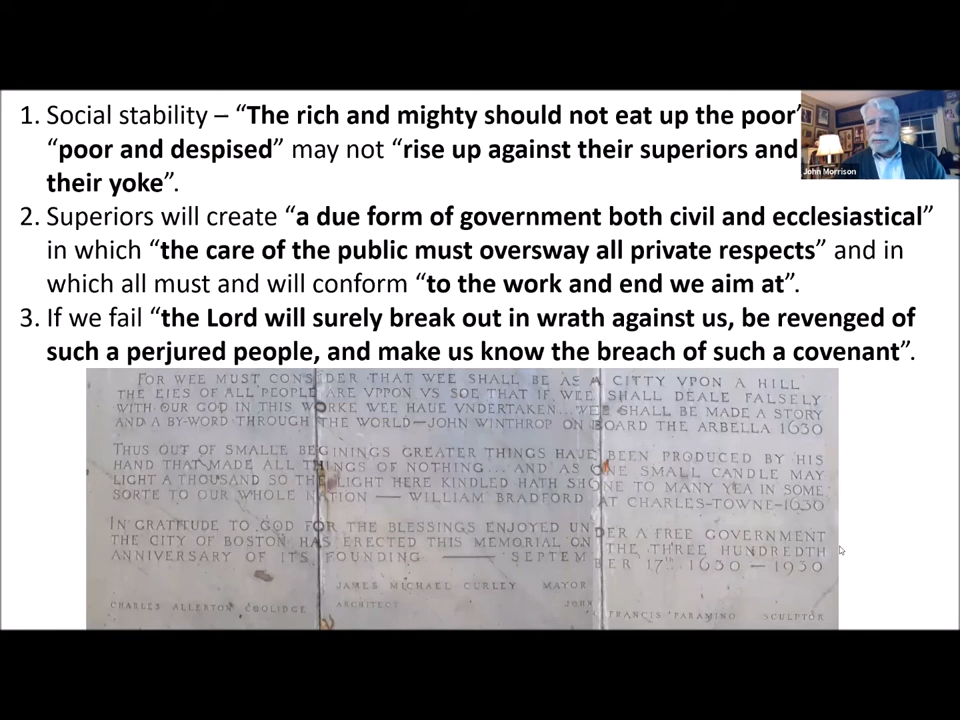 1. Social stability – “The rich and mighty should not eat up the poor”
“poor and despised” may not “rise up against their superiors and
their yoke”.
2. Superiors will create “a due form of government both civil and ecclesiastical”
in which “the care of the public must oversway all private respects” and in
which all must and will conform “to the work and end we aim at”.
3. If we fail “the Lord will surely break out in wrath against us, be revenged of
such a perjured people, and make us know the breach of such a covenant”.
John Morrison
FOR WEE MUST CONSIDER THAT WEE SHALL BE AS A CITTY VPON A HILL
THE EIES OF ALL PEOPLE ARE VPPON VS SOE THAT IF WEE SHALL DEALE FALSELY
WITH OUR GOD IN THIS WORKE WEE HAUE VNDERTAKEN... WEE SHALL BE MADE A STORY
AND A BY-WORD THROUGH THE WORLD—JOHN WINTHROP ON BOARD THE ARBELLA 1630
THUS OUT OF SMALLE BEGININGS GREATER THINGS HAUE BEEN PRODUCED BY HIS
HAND THAT MADE ALL THINGS OF NOTHING... AND AS ONE SMALL CANDLE MAY
LIGHT A THOUSAND SO THE LIGHT HERE KINDLED HATH SHONE TO MANY YEA IN SOME
SORTE TO OUR WHOLE NATION — WILLIAM BRADFORD AT CHARLES-TOWNE-1630
IN GRATITUDE TO GOD FOR THE BLESSINGS ENJOYED UNDER A FREE GOVERNMENT
THE CITY OF BOSTON HAS ERECTED THIS MEMORIAL ON THE THREE HUNDREDTH
ANNIVERSARY OF ITS FOUNDING — SEPTEMBER 17TH 1630 — 1930
JAMES MICHAEL CURLEY MAYOR
CHARLES ALLERTON COOLIDGE ARCHITECT JOHN FRANCIS PARAMINO SCULPTOR